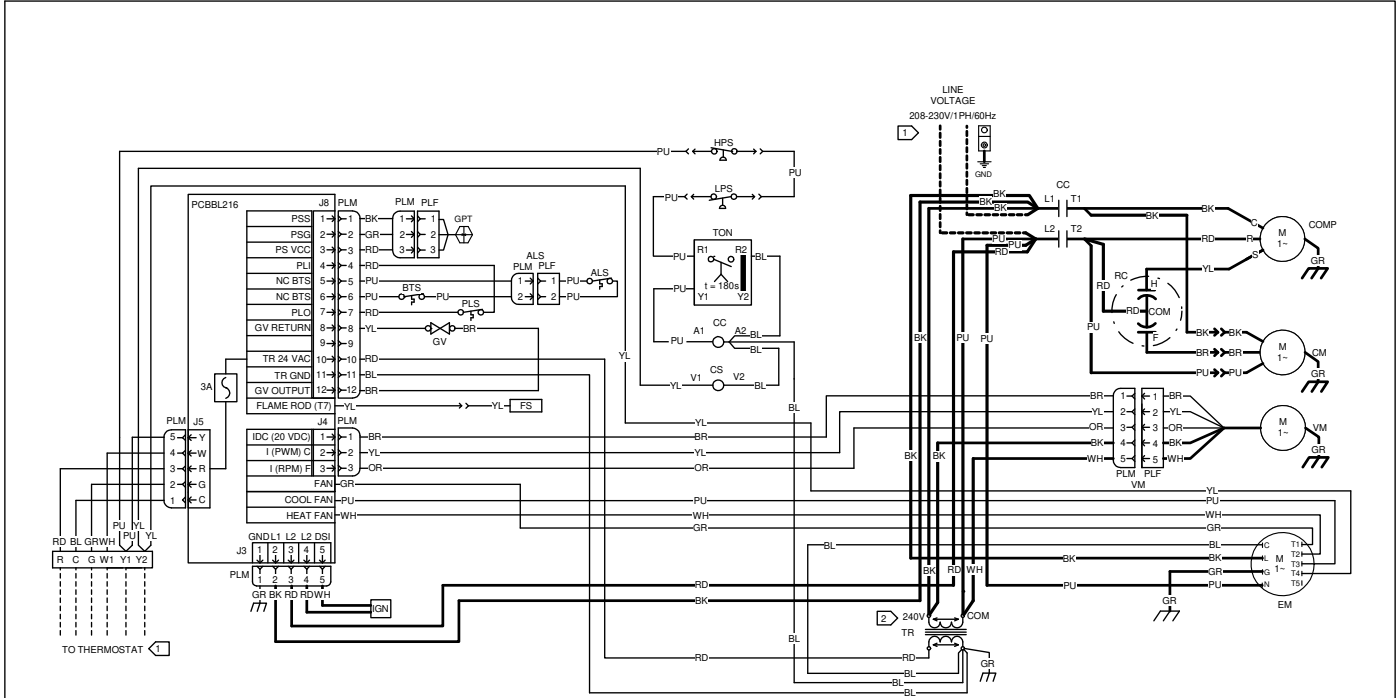 LINE
VOLTAGE
208-230V/1PH/60Hz
1
GND
HPS
PU
PU
LPS
PU
BK
BK
BK
CC
L1 T1
L2 T2
BK
BK
COMP
C
R
S
M
1~
GR
RD
YL
PU
PU
RD
PCBBL216
J8 PLM
PLM PLF
GPT
PSS 1 1 BK 1 1
PSG 2 2 GR 2 2
PS VCC 3 3 RD 3 3
PLI 4 4 RD
NC BTS 5 5 PU
NC BTS 6 6 PU BTS PU
PLO 7 7 RD PLS
GV RETURN 8 8 YL GV BR
9 9
TR 24 VAC 10 10 RD
TR GND 11 11 BL
GV OUTPUT 12 12 BR
FLAME ROD (T7) YL YL FS
ALS
PLM PLF
1 1 PU ALS
2 2 PU
TON
R1 R2
t = 180s
Y1 Y2
PU
PU
BL
CC
PU A1 A2 BL
BL
CS
YL V1 V2 BL
YL
BL
RC
H
RD
RD COM
F
PU
BK
PU
PU
BK BK
BR BR
PU PU
M
1~
CM
GR
3A
PLM J5
5 Y
4 W
3 R
2 G
1 C
J4 PLM
IDC (20 VDC) 1 1 BR
I (PWM) C 2 2 YL
I (RPM) F 3 3 OR
FAN GR
COOL FAN PU
HEAT FAN WH
YL
BR
YL
OR
PU
WH
GR
BR 1 1 BR
YL 2 2 YL
OR 3 3 OR
BK 4 4 BK
WH 5 5 WH
PLM PLF
VM
M
1~
VM
GR
BK
BK
YL
PU
WH
GR
BL
BL
BK
BK
GR
PU
PU
C
L
G
N
T1
T2
T3
T4
T5
M
1~
EM
GR
PU YL
PU YL
RD BL GR WH
R C G W1 Y1 Y2
TO THERMOSTAT 1
GND L1 L2 L2 DSI
J3 1 2 3 4 5
PLM 1 2 3 4 5
GR BK RD RD WH
IGN
RD
BK
BK RD WH
2 240V COM
TR
BL
RD
RD
GR
BL
BL
BL